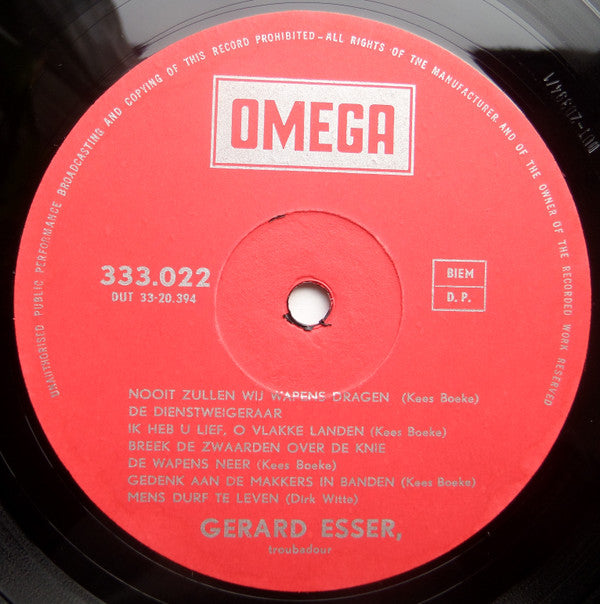 UNAUTHORISED PUBLIC PERFORMANCE BROADCASTING AND COPYING OF THIS RECORD PROHIBITED – ALL RIGHTS OF THE MANUFACTURER AND OF THE OWNER OF THE RECORDED WORK RESERVED
OMEGA
333.022
DUT 33-20.394
BIEM
D. P.
NOOIT ZULLEN WIJ WAPENS DRAGEN (Kees Boeke)
DE DIENSTWEIGERAAR
IK HEB U LIEF, O VLAKKE LANDEN (Kees Boeke)
BREEK DE ZWAARDEN OVER DE KNIE
DE WAPENS NEER (Kees Boeke)
GEDENK AAN DE MAKKERS IN BANDEN (Kees Boeke)
MENS DURF TE LEVEN (Dirk Witte)
GERARD ESSER,
troubadour